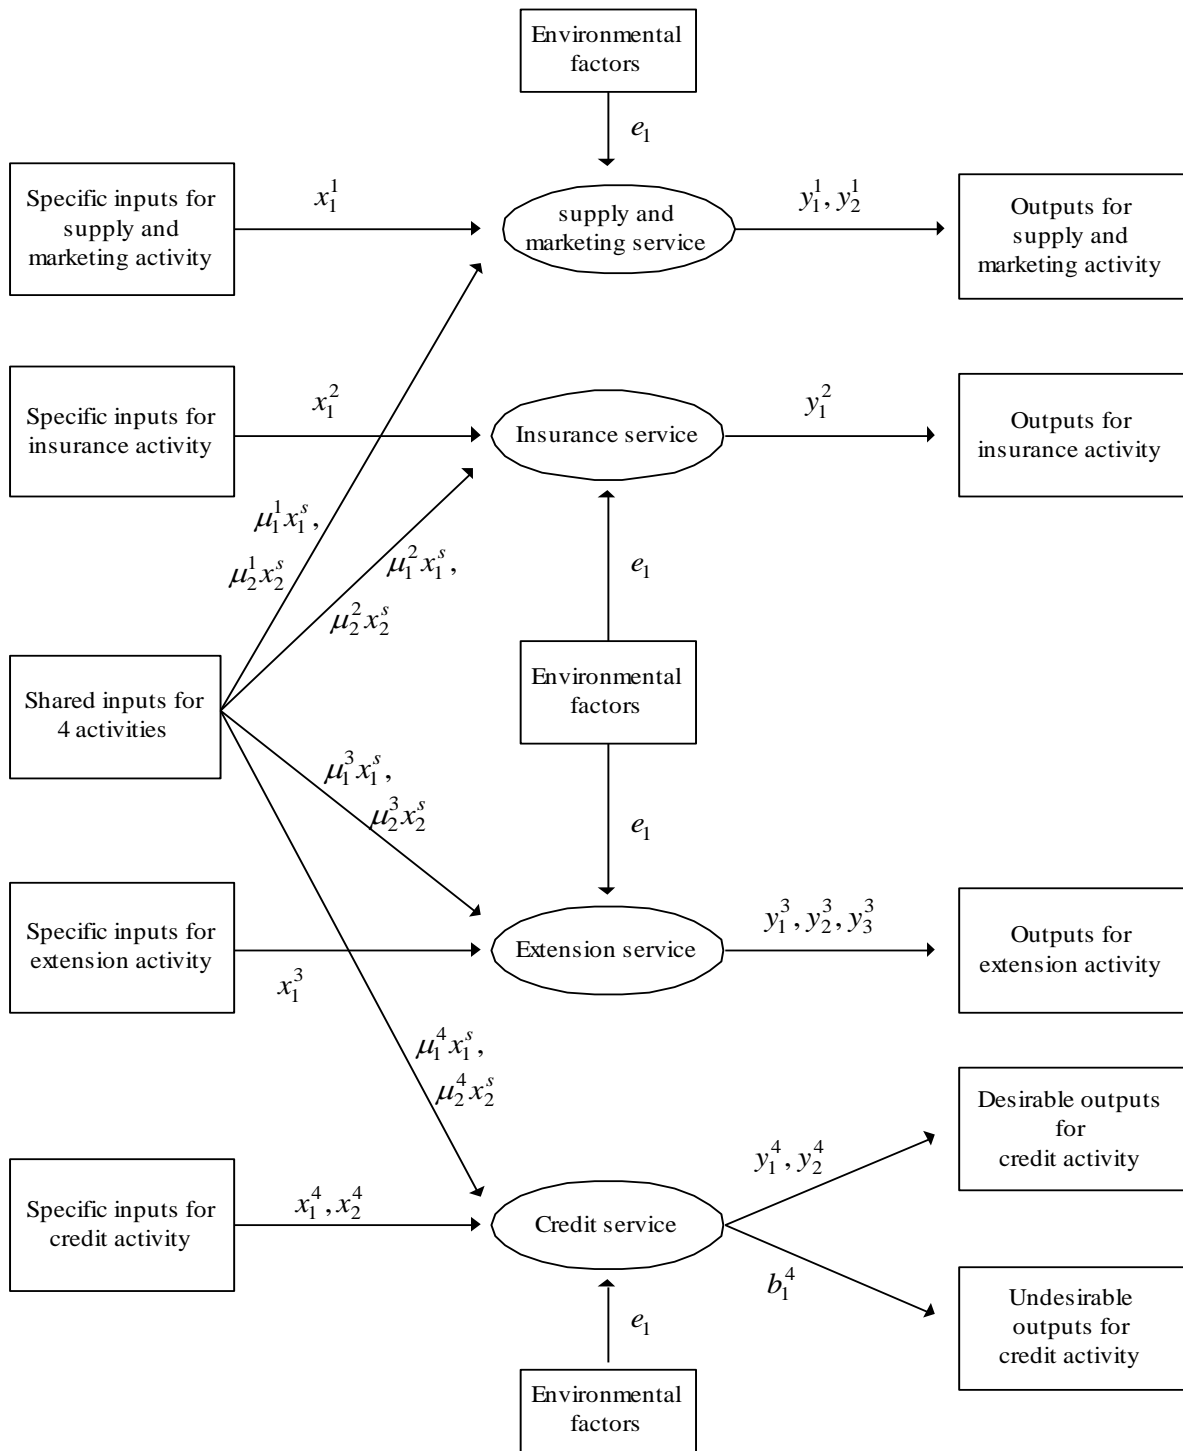 Environmental
factors
e₁
Specific inputs for
supply and
marketing activity
x₁¹
supply and
marketing service
y₁¹, y₂¹
Outputs for
supply and
marketing activity
Specific inputs for
insurance activity
x₁²
Insurance service
y₁²
Outputs for
insurance activity
μ₁¹x₁ˢ,
μ₂¹x₂ˢ
μ₁²x₁ˢ,
μ₂²x₂ˢ
e₁
Shared inputs for
4 activities
Environmental
factors
μ₁³x₁ˢ,
μ₂³x₂ˢ
e₁
Specific inputs for
extension activity
x₁³
Extension service
y₁³, y₂³, y₃³
Outputs for
extension activity
μ₁⁴x₁ˢ,
μ₂⁴x₂ˢ
Specific inputs for
credit activity
x₁⁴, x₂⁴
Credit service
y₁⁴, y₂⁴
Desirable outputs
for
credit activity
b₁⁴
Undesirable
outputs for
credit activity
e₁
Environmental
factors